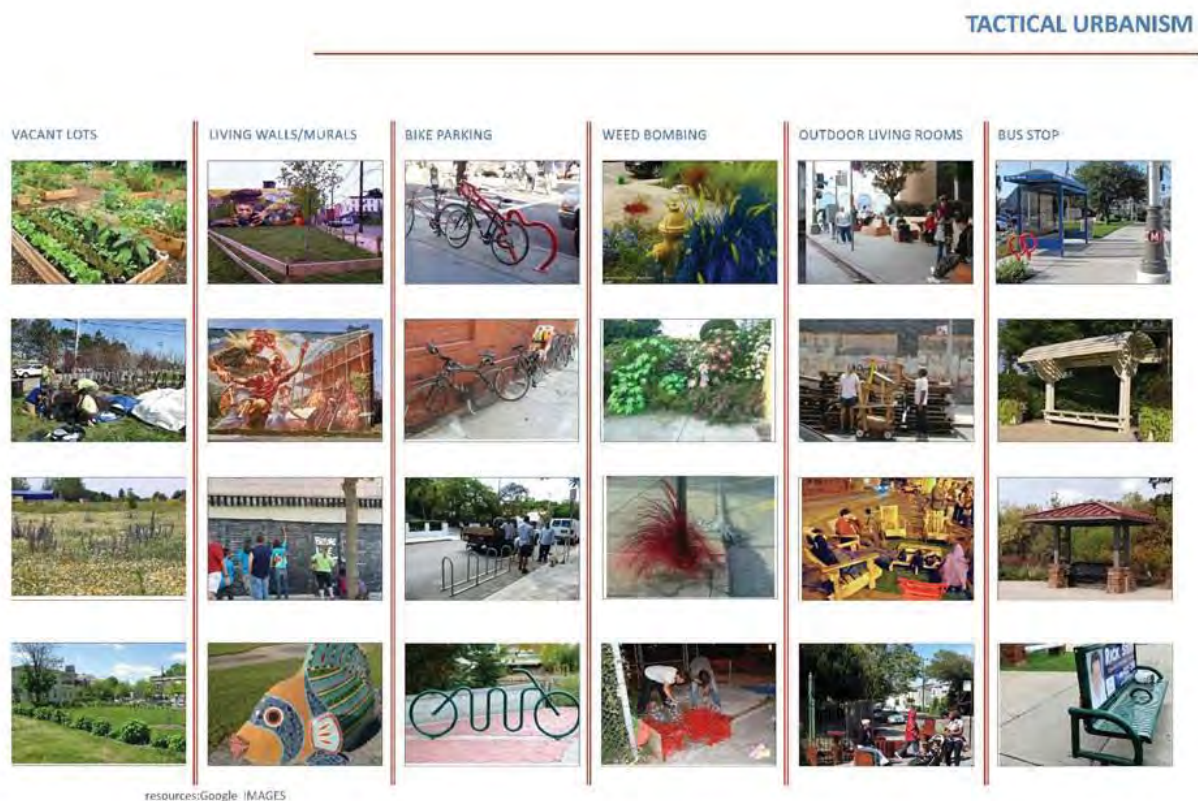 TACTICAL URBANISM
VACANT LOTS
LIVING WALLS/MURALS
BIKE PARKING
WEED BOMBING
OUTDOOR LIVING ROOMS
BUS STOP
M
resources:Google IMAGES